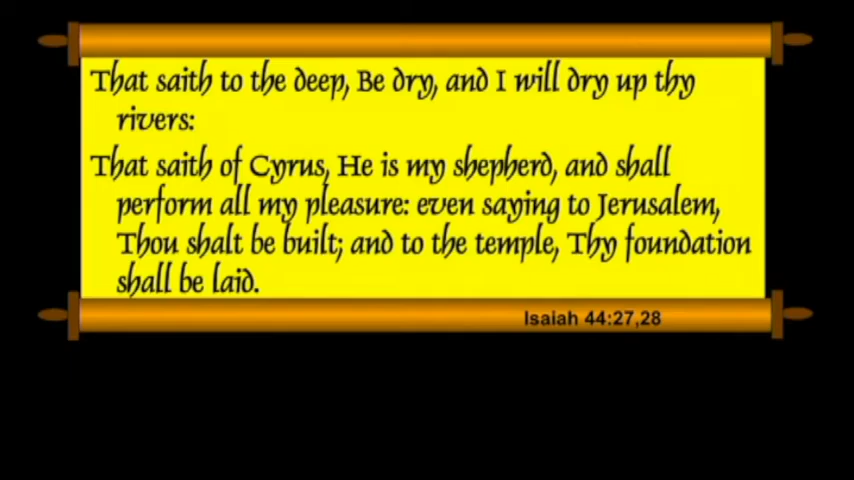 That saith to the deep, Be dry, and I will dry up thy
rivers:
That saith of Cyrus, He is my shepherd, and shall
perform all my pleasure: even saying to Jerusalem,
Thou shalt be built; and to the temple, Thy foundation
shall be laid.
Isaiah 44:27,28